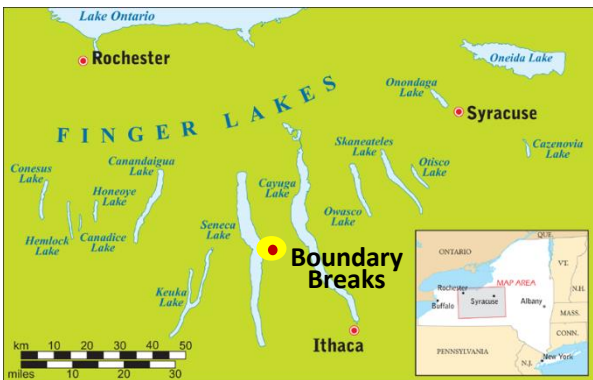 Lake Ontario
Rochester
Oneida Lake
Onondaga
Lake
Syracuse
FINGER LAKES
Skaneateles
Lake
Otisco
Lake
Cazenovia
Lake
Conesus
Lake
Canandaigua
Lake
Honeoye
Lake
Hemlock
Lake
Canadice
Lake
Cayuga
Lake
Owasco
Lake
Seneca
Lake
Boundary
Breaks
Keuka
Lake
Ithaca
km 10 20 30 40 50
miles 10 20 30
QUE.
ONTARIO
VT.
MAP AREA
Rochester
Syracuse
N.H.
Buffalo
Albany
MASS.
CONN.
PENNSYLVANIA
N.J.
New York